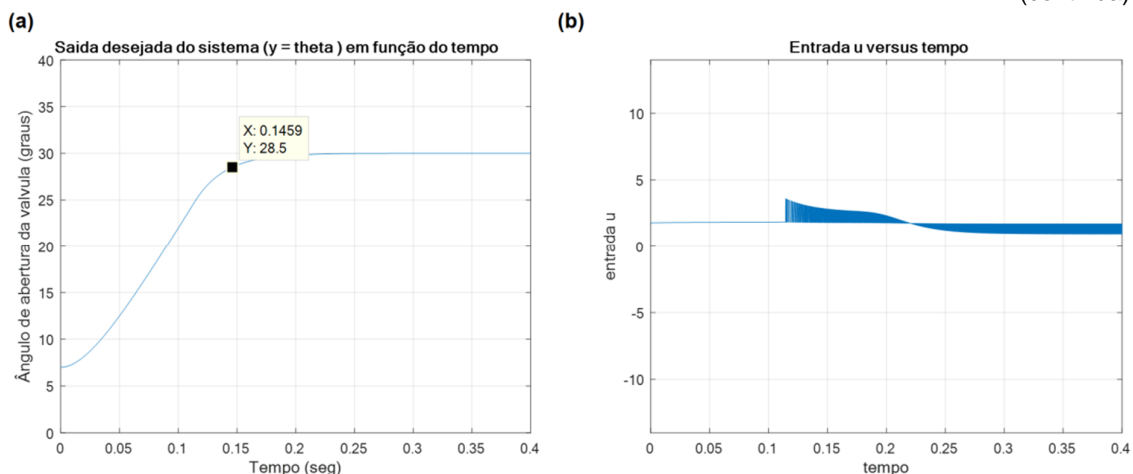 (a)
Saida desejada do sistema (y = theta ) em função do tempo
40
35
30
25
20
15
10
5
0
Ângulo de abertura da valvula (graus)
X: 0.1459
Y: 28.5
0 0.05 0.1 0.15 0.2 0.25 0.3 0.35 0.4
Tempo (seg)
(b)
Entrada u versus tempo
10
5
0
-5
-10
entrada u
0 0.05 0.1 0.15 0.2 0.25 0.3 0.35 0.4
tempo